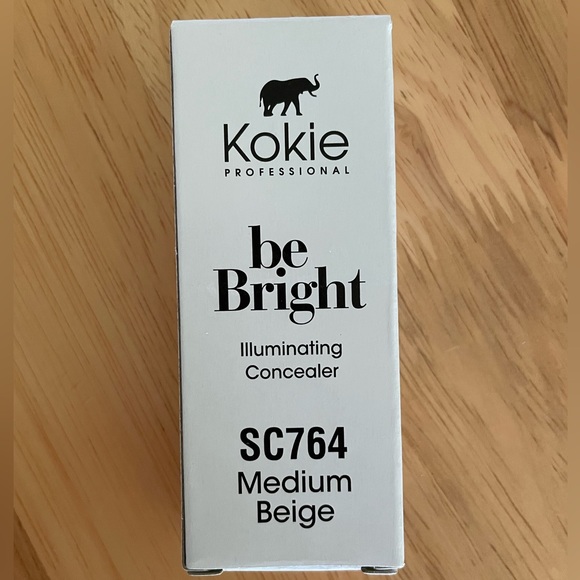 Kokie
PROFESSIONAL
be
Bright
Illuminating
Concealer
SC764
Medium
Beige